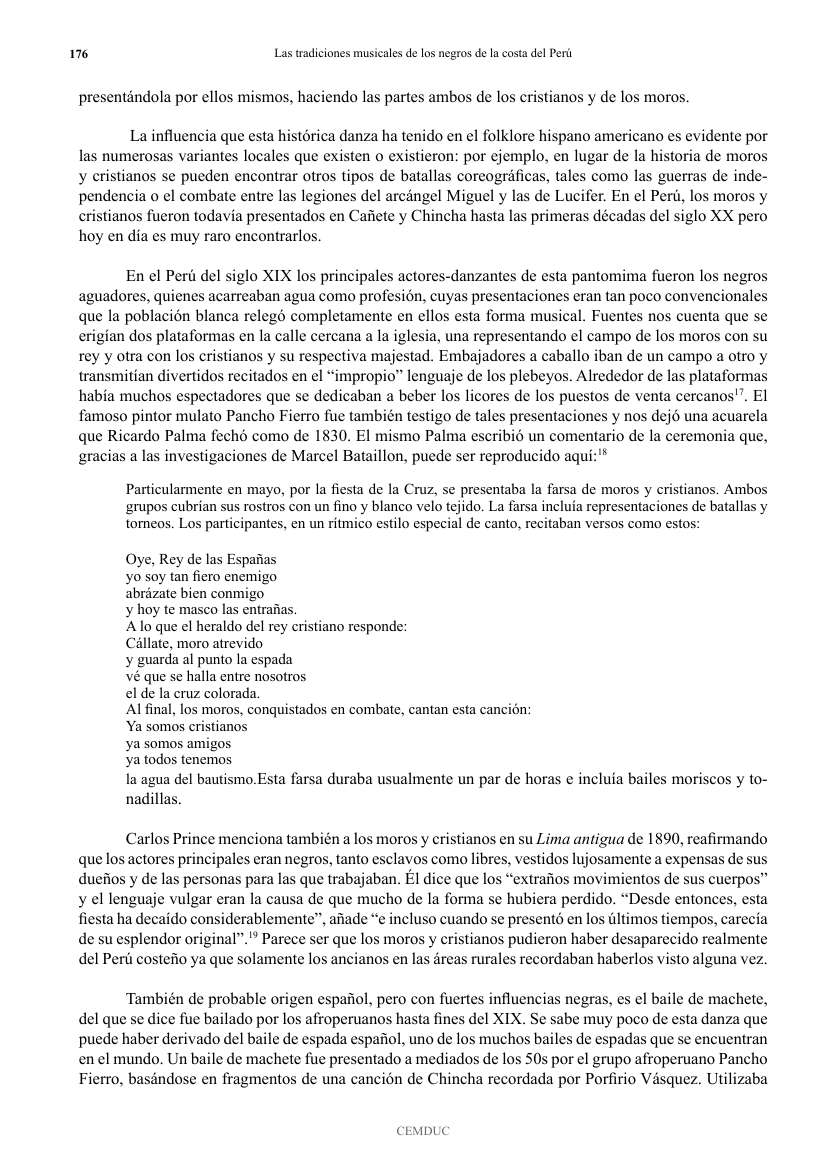 176
Las tradiciones musicales de los negros de la costa del Perú
presentándola por ellos mismos, haciendo las partes ambos de los cristianos y de los moros.
La influencia que esta histórica danza ha tenido en el folklore hispano americano es evidente por
las numerosas variantes locales que existen o existieron: por ejemplo, en lugar de la historia de moros
y cristianos se pueden encontrar otros tipos de batallas coreográficas, tales como las guerras de inde-
pendencia o el combate entre las legiones del arcángel Miguel y las de Lucifer. En el Perú, los moros y
cristianos fueron todavía presentados en Cañete y Chincha hasta las primeras décadas del siglo XX pero
hoy en día es muy raro encontrarlos.
En el Perú del siglo XIX los principales actores-danzantes de esta pantomima fueron los negros
aguadores, quienes acarreaban agua como profesión, cuyas presentaciones eran tan poco convencionales
que la población blanca relegó completamente en ellos esta forma musical. Fuentes nos cuenta que se
erigían dos plataformas en la calle cercana a la iglesia, una representando el campo de los moros con su
rey y otra con los cristianos y su respectiva majestad. Embajadores a caballo iban de un campo a otro y
transmitían divertidos recitados en el “impropio” lenguaje de los plebeyos. Alrededor de las plataformas
había muchos espectadores que se dedicaban a beber los licores de los puestos de venta cercanos17. El
famoso pintor mulato Pancho Fierro fue también testigo de tales presentaciones y nos dejó una acuarela
que Ricardo Palma fechó como de 1830. El mismo Palma escribió un comentario de la ceremonia que,
gracias a las investigaciones de Marcel Bataillon, puede ser reproducido aquí:18
Particularmente en mayo, por la fiesta de la Cruz, se presentaba la farsa de moros y cristianos. Ambos
grupos cubrían sus rostros con un fino y blanco velo tejido. La farsa incluía representaciones de batallas y
torneos. Los participantes, en un rítmico estilo especial de canto, recitaban versos como estos:
Oye, Rey de las Españas
yo soy tan fiero enemigo
abrázate bien conmigo
y hoy te masco las entrañas.
A lo que el heraldo del rey cristiano responde:
Cállate, moro atrevido
y guarda al punto la espada
vé que se halla entre nosotros
el de la cruz colorada.
Al final, los moros, conquistados en combate, cantan esta canción:
Ya somos cristianos
ya somos amigos
ya todos tenemos
la agua del bautismo.Esta farsa duraba usualmente un par de horas e incluía bailes moriscos y to-
nadillas.
Carlos Prince menciona también a los moros y cristianos en su Lima antigua de 1890, reafirmando
que los actores principales eran negros, tanto esclavos como libres, vestidos lujosamente a expensas de sus
dueños y de las personas para las que trabajaban. Él dice que los “extraños movimientos de sus cuerpos”
y el lenguaje vulgar eran la causa de que mucho de la forma se hubiera perdido. “Desde entonces, esta
fiesta ha decaído considerablemente”, añade “e incluso cuando se presentó en los últimos tiempos, carecía
de su esplendor original”.19 Parece ser que los moros y cristianos pudieron haber desaparecido realmente
del Perú costeño ya que solamente los ancianos en las áreas rurales recordaban haberlos visto alguna vez.
También de probable origen español, pero con fuertes influencias negras, es el baile de machete,
del que se dice fue bailado por los afroperuanos hasta fines del XIX. Se sabe muy poco de esta danza que
puede haber derivado del baile de espada español, uno de los muchos bailes de espadas que se encuentran
en el mundo. Un baile de machete fue presentado a mediados de los 50s por el grupo afroperuano Pancho
Fierro, basándose en fragmentos de una canción de Chincha recordada por Porfirio Vásquez. Utilizaba
CEMDUC